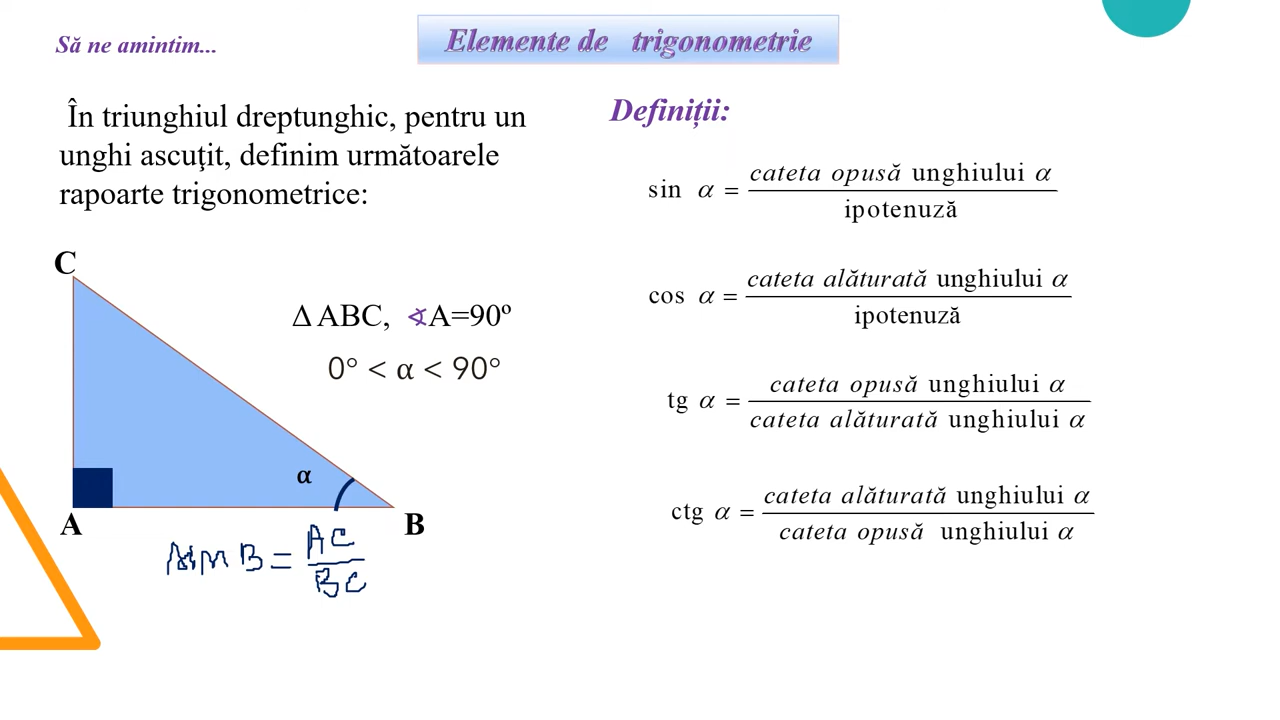 Să ne amintim...
Elemente de trigonometrie
În triunghiul dreptunghic, pentru un
unghi ascuţit, definim următoarele
rapoarte trigonometrice:
C
Δ ABC, ∢A=90º
0° < α < 90°
α
A
B
sin B = AC / BC
Definiții:
sin α = cateta opusă unghiului α / ipotenuză
cos α = cateta alăturată unghiului α / ipotenuză
tg α = cateta opusă unghiului α / cateta alăturată unghiului α
ctg α = cateta alăturată unghiului α / cateta opusă unghiului α